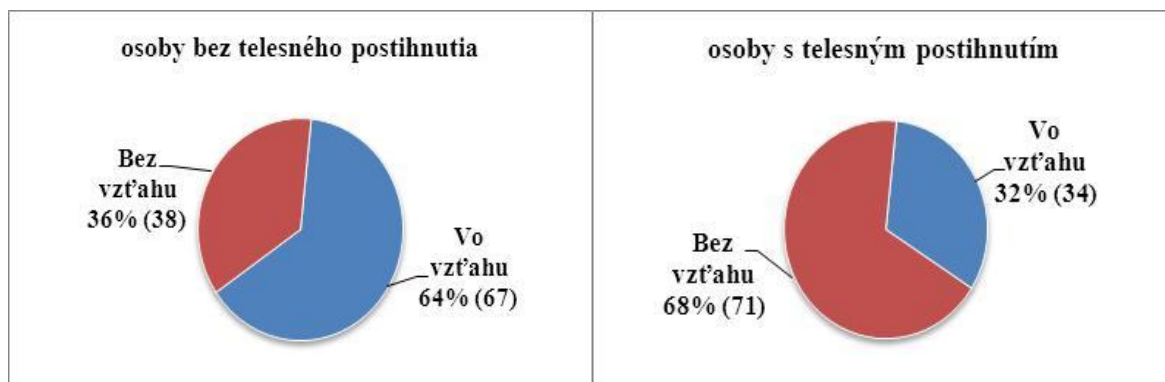 osoby bez telesného postihnutia
Bez
vzťahu
36% (38)
Vo
vzťahu
64% (67)
osoby s telesným postihnutím
Vo
vzťahu
32% (34)
Bez
vzťahu
68% (71)